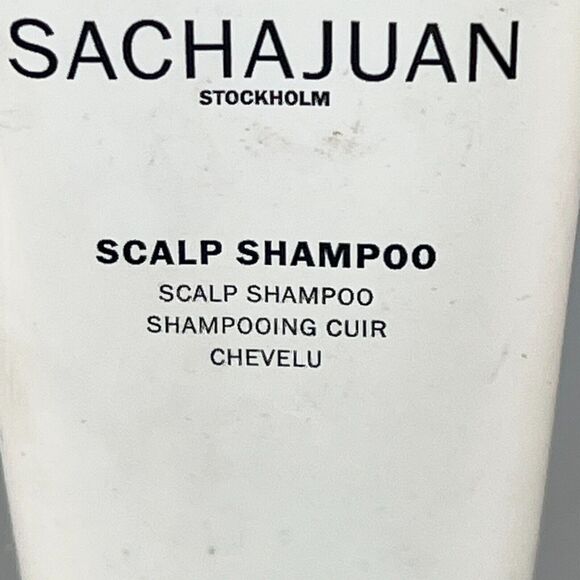 SACHAJUAN
STOCKHOLM
SCALP SHAMPOO
SCALP SHAMPOO
SHAMPOOING CUIR
CHEVELU